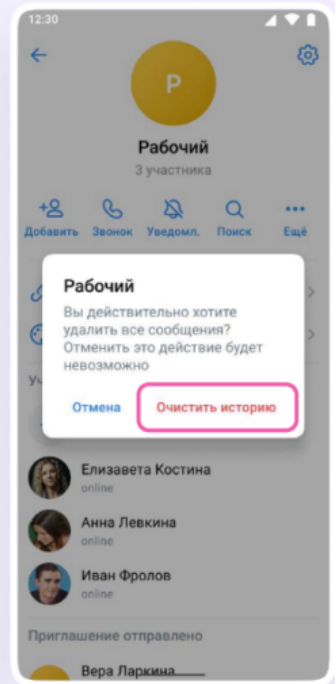 12:30
Р
Рабочий
3 участника
Добавить Звонок Уведомл. Поиск Ещё
Рабочий
Вы действительно хотите
удалить все сообщения?
Отменить это действие будет
невозможно
Отмена Очистить историю
Елизавета Костина
online
Анна Левкина
online
Иван Фролов
online
Приглашение отправлено
Вера Ларкина